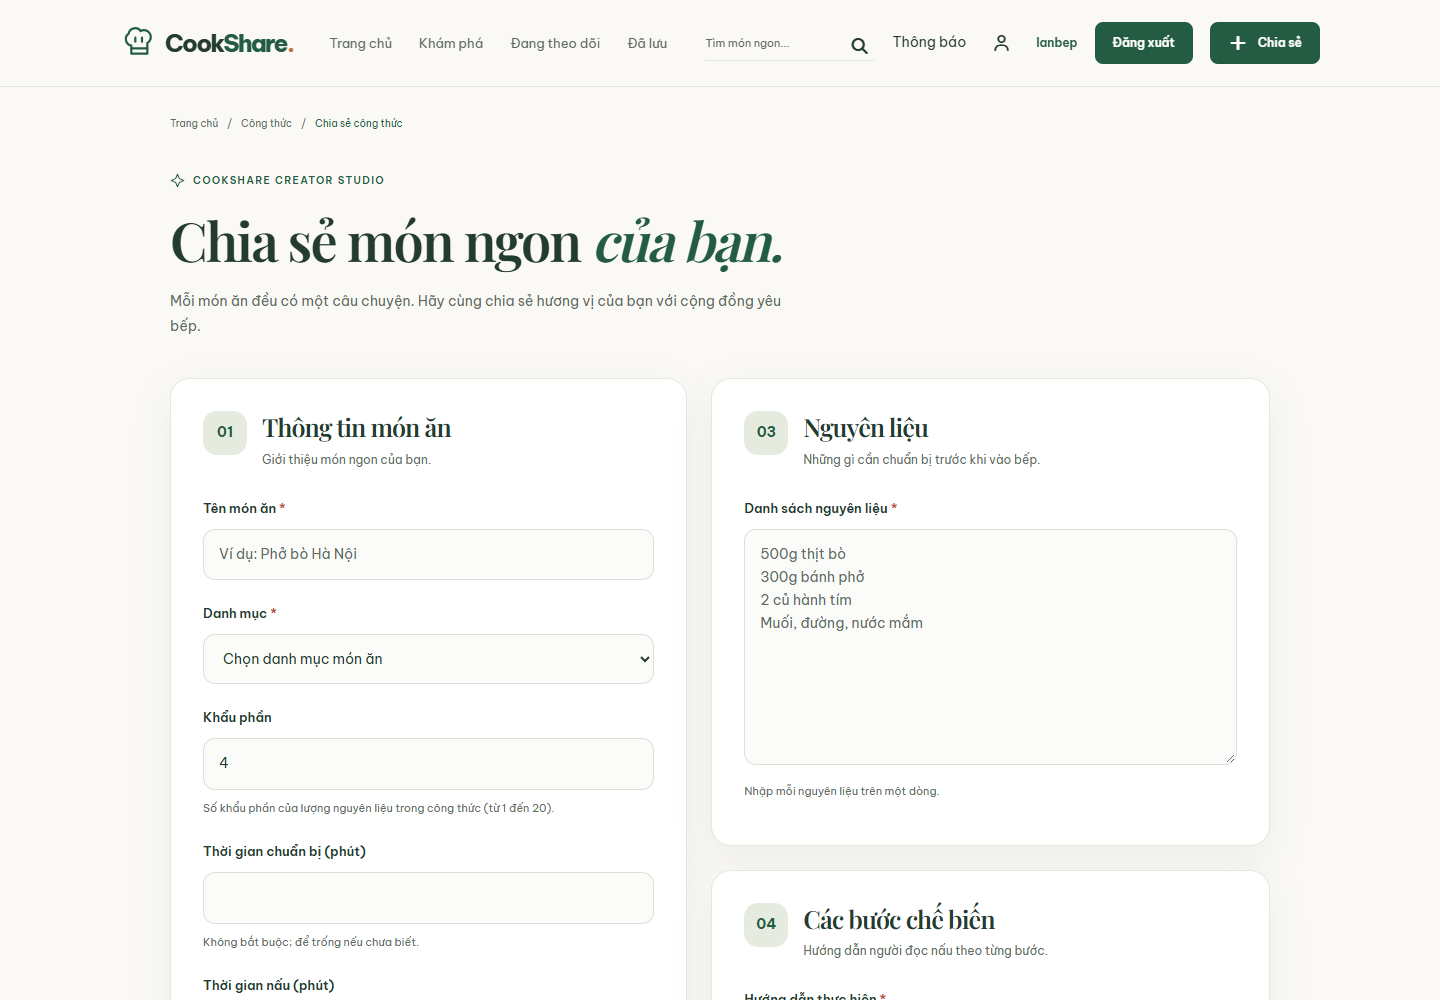 CookShare.
Trang chủ
Khám phá
Đang theo dõi
Đã lưu
Tìm món ngon...
Thông báo
lanbep
Đăng xuất
Chia sẻ
Trang chủ / Công thức / Chia sẻ công thức
COOKSHARE CREATOR STUDIO
Chia sẻ món ngon của bạn.
Mỗi món ăn đều có một câu chuyện. Hãy cùng chia sẻ hương vị của bạn với cộng đồng yêu
bếp.
01
Thông tin món ăn
Giới thiệu món ngon của bạn.
Tên món ăn *
Ví dụ: Phở bò Hà Nội
Danh mục *
Chọn danh mục món ăn
Khẩu phần
4
Số khẩu phần của lượng nguyên liệu trong công thức (từ 1 đến 20).
Thời gian chuẩn bị (phút)
Không bắt buộc; để trống nếu chưa biết.
Thời gian nấu (phút)
03
Nguyên liệu
Những gì cần chuẩn bị trước khi vào bếp.
Danh sách nguyên liệu *
500g thịt bò
300g bánh phở
2 củ hành tím
Muối, đường, nước mắm
Nhập mỗi nguyên liệu trên một dòng.
04
Các bước chế biến
Hướng dẫn người đọc nấu theo từng bước.
Hướng dẫn thực hiện *